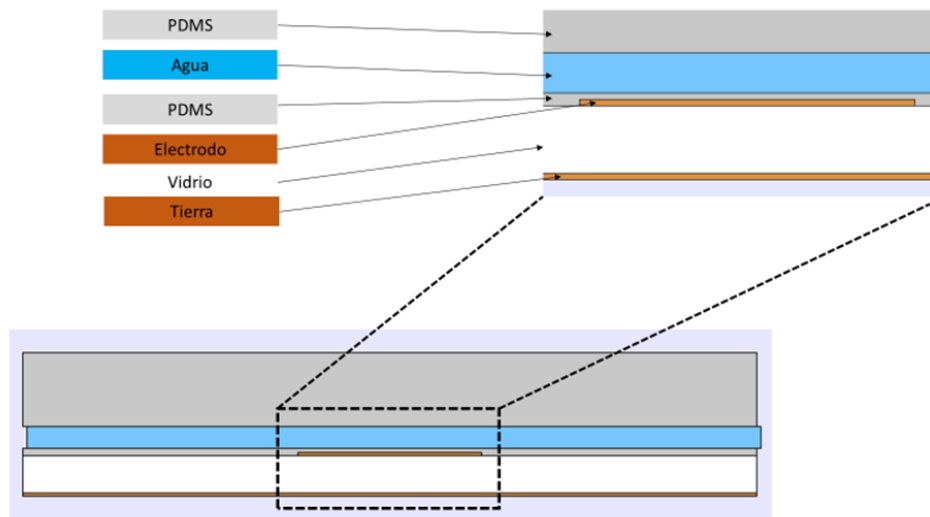 PDMS
Agua
PDMS
Electrodo
Vidrio
Tierra